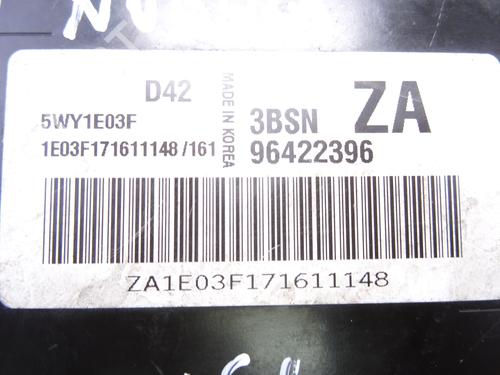 D42
MADE IN KOREA
5WY1E03F
3BSN ZA
1E03F171611148 /161
96422396
ZA1E03F171611148